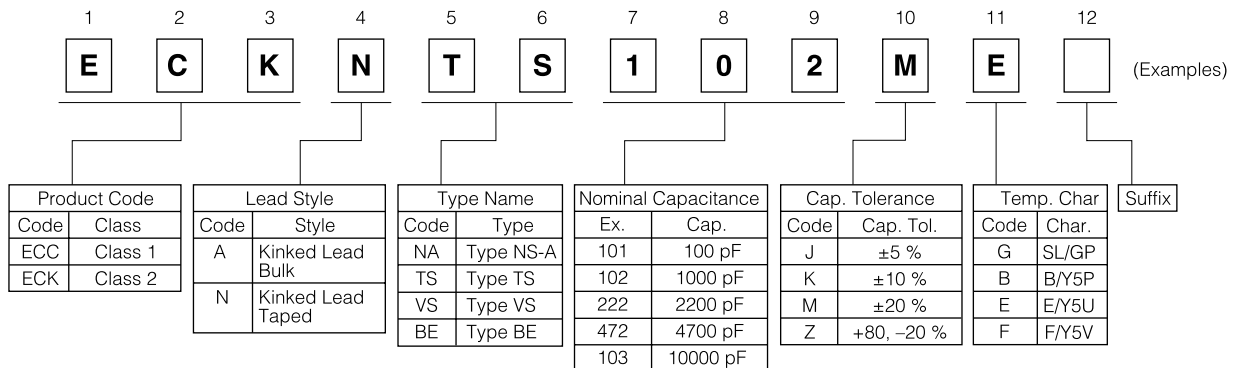 1 2 3 4 5 6 7 8 9 10 11 12
E C K N T S 1 0 2 M E (Examples)
Product Code
Code Class
ECC Class 1
ECK Class 2
Lead Style
Code Style
A Kinked Lead
Bulk
N Kinked Lead
Taped
Type Name
Code Type
NA Type NS-A
TS Type TS
VS Type VS
BE Type BE
Nominal Capacitance
Ex. Cap.
101 100 pF
102 1000 pF
222 2200 pF
472 4700 pF
103 10000 pF
Cap. Tolerance
Code Cap. Tol.
J ±5 %
K ±10 %
M ±20 %
Z +80, –20 %
Temp. Char
Code Char.
G SL/GP
B B/Y5P
E E/Y5U
F F/Y5V
Suffix